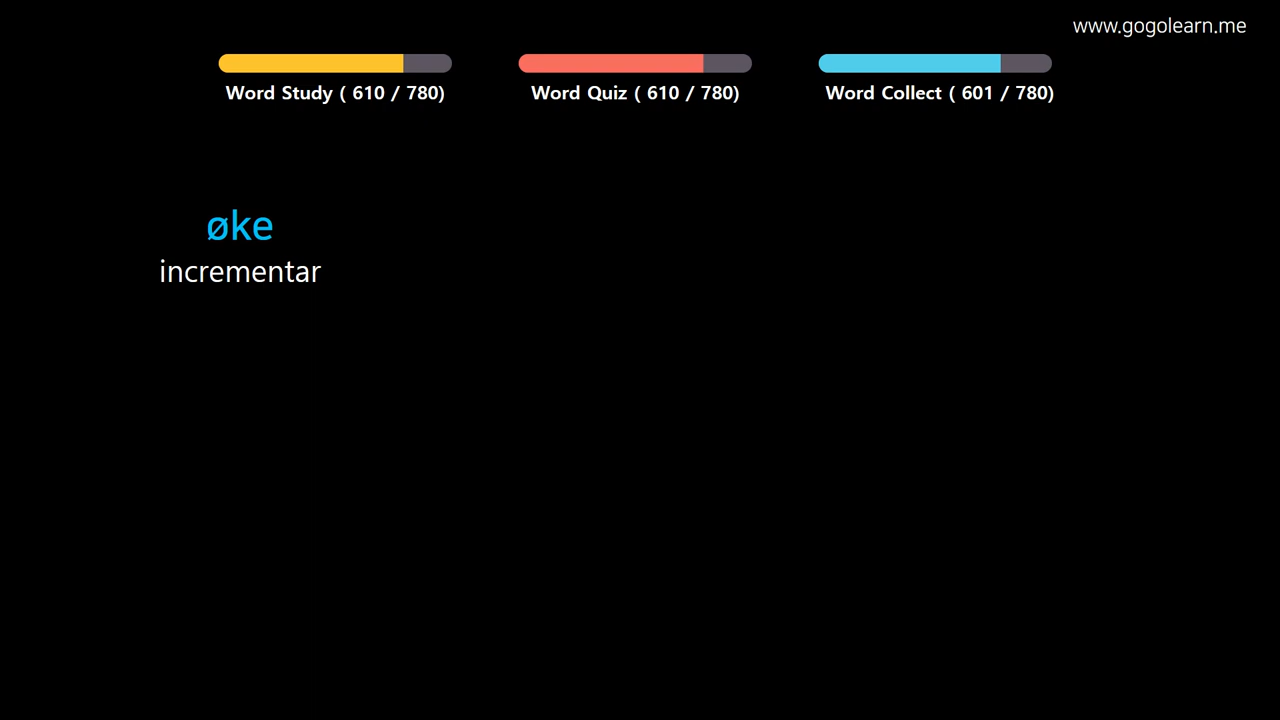 www.gogolearn.me
Word Study ( 610 / 780)
Word Quiz ( 610 / 780)
Word Collect ( 601 / 780)
øke
incrementar